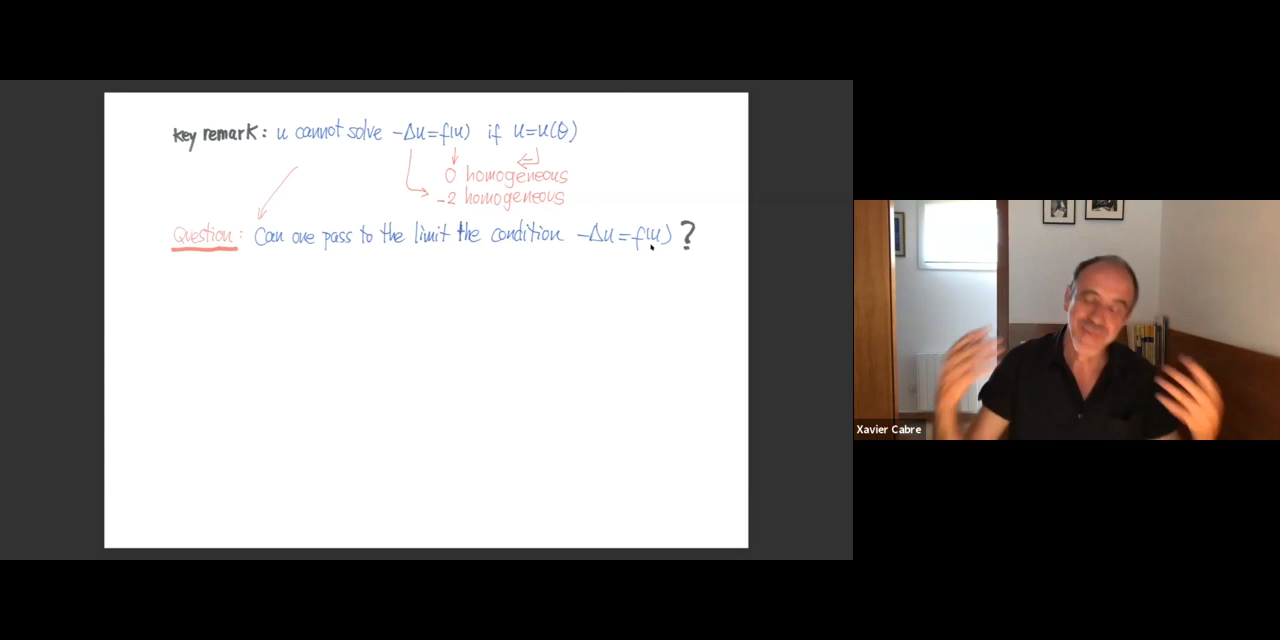 key remark: u cannot solve -Δu=f(u) if u=u(θ)
0 homogeneous
-2 homogeneous
Question: Can one pass to the limit the condition -Δu=f(u) ?
Xavier Cabre